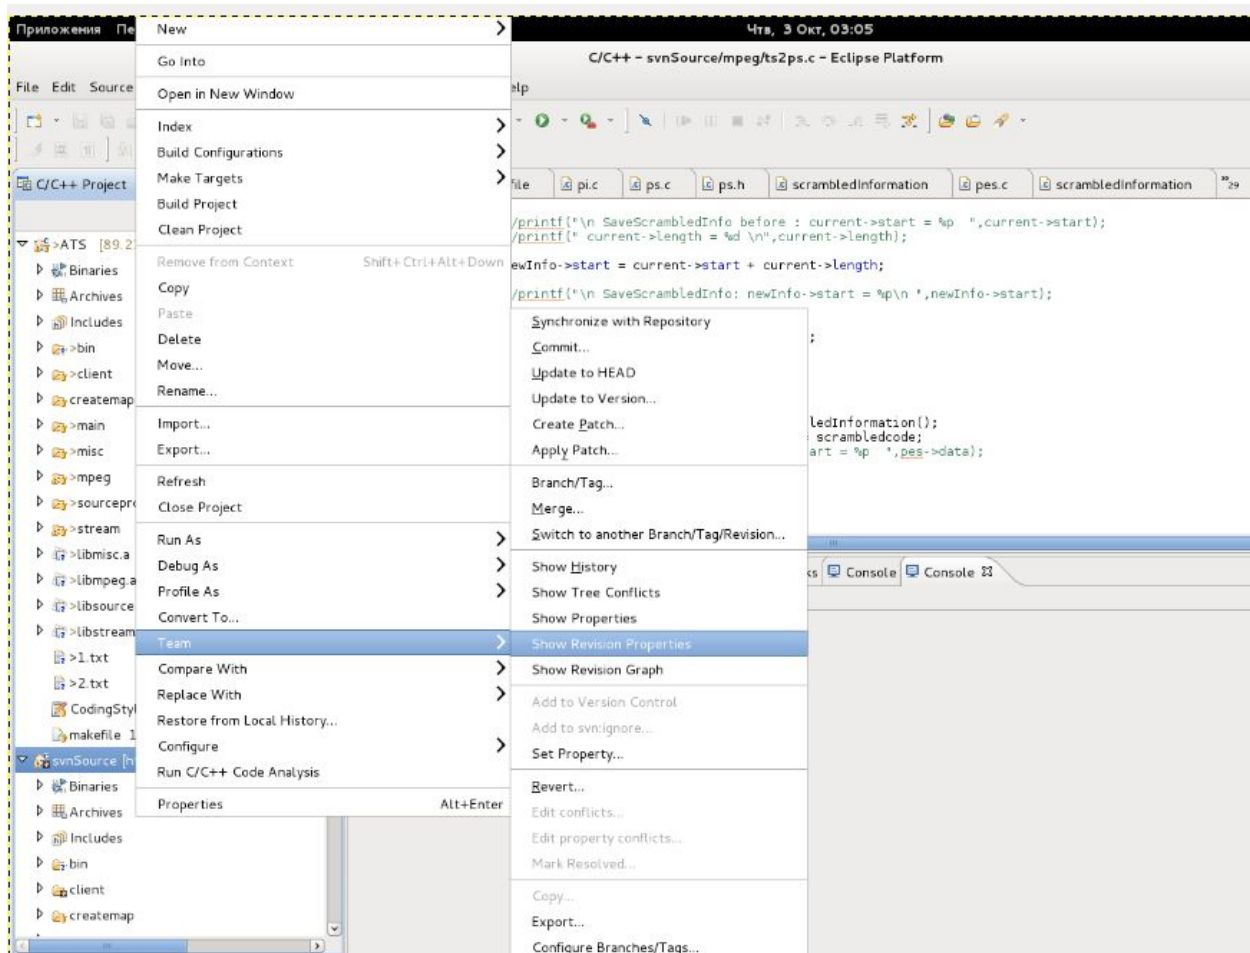 Приложения
Чтв, 3 Окт, 03:05
C/C++ - svnSource/mpeg/ts2ps.c - Eclipse Platform
File Edit Source
C/C++ Project
pi.c
ps.c
ps.h
scrambledInformation
pes.c
scrambledInformation
29
>ATS
Binaries
Archives
Includes
>bin
>client
createmap
>main
>misc
>mpeg
>stream
>libmisc.a
>libmpeg.a
>libsource
>libstream
>1.txt
>2.txt
makefile 1
svnSource
Binaries
Archives
Includes
bin
client
createmap
New
Go Into
Open in New Window
Index
Build Configurations
Make Targets
Build Project
Clean Project
Remove from Context Shift+Ctrl+Alt+Down
Copy
Paste
Delete
Move...
Rename...
Import...
Export...
Refresh
Close Project
Run As
Debug As
Profile As
Convert To...
Team
Compare With
Replace With
Restore from Local History...
Configure
Run C/C++ Code Analysis
Properties Alt+Enter
/printf("\n SaveScrambledInfo before : current->start = %p ",current->start);
/printf(" current->length = %d \n",current->length);
ewInfo->start = current->start + current->length;
/printf("\n SaveScrambledInfo: newInfo->start = %p\n ",newInfo->start);
;
ledInformation();
scrambledcode;
art = %p ",pes->data);
Synchronize with Repository
Commit...
Update to HEAD
Update to Version...
Create Patch...
Apply Patch...
Branch/Tag...
Merge...
Switch to another Branch/Tag/Revision...
Show History
Show Tree Conflicts
Show Properties
Show Revision Properties
Show Revision Graph
Add to Version Control
Add to svn:ignore...
Set Property...
Revert...
Edit conflicts...
Edit property conflicts...
Mark Resolved...
Copy...
Export...
Configure Branches/Tags...
Console
Console